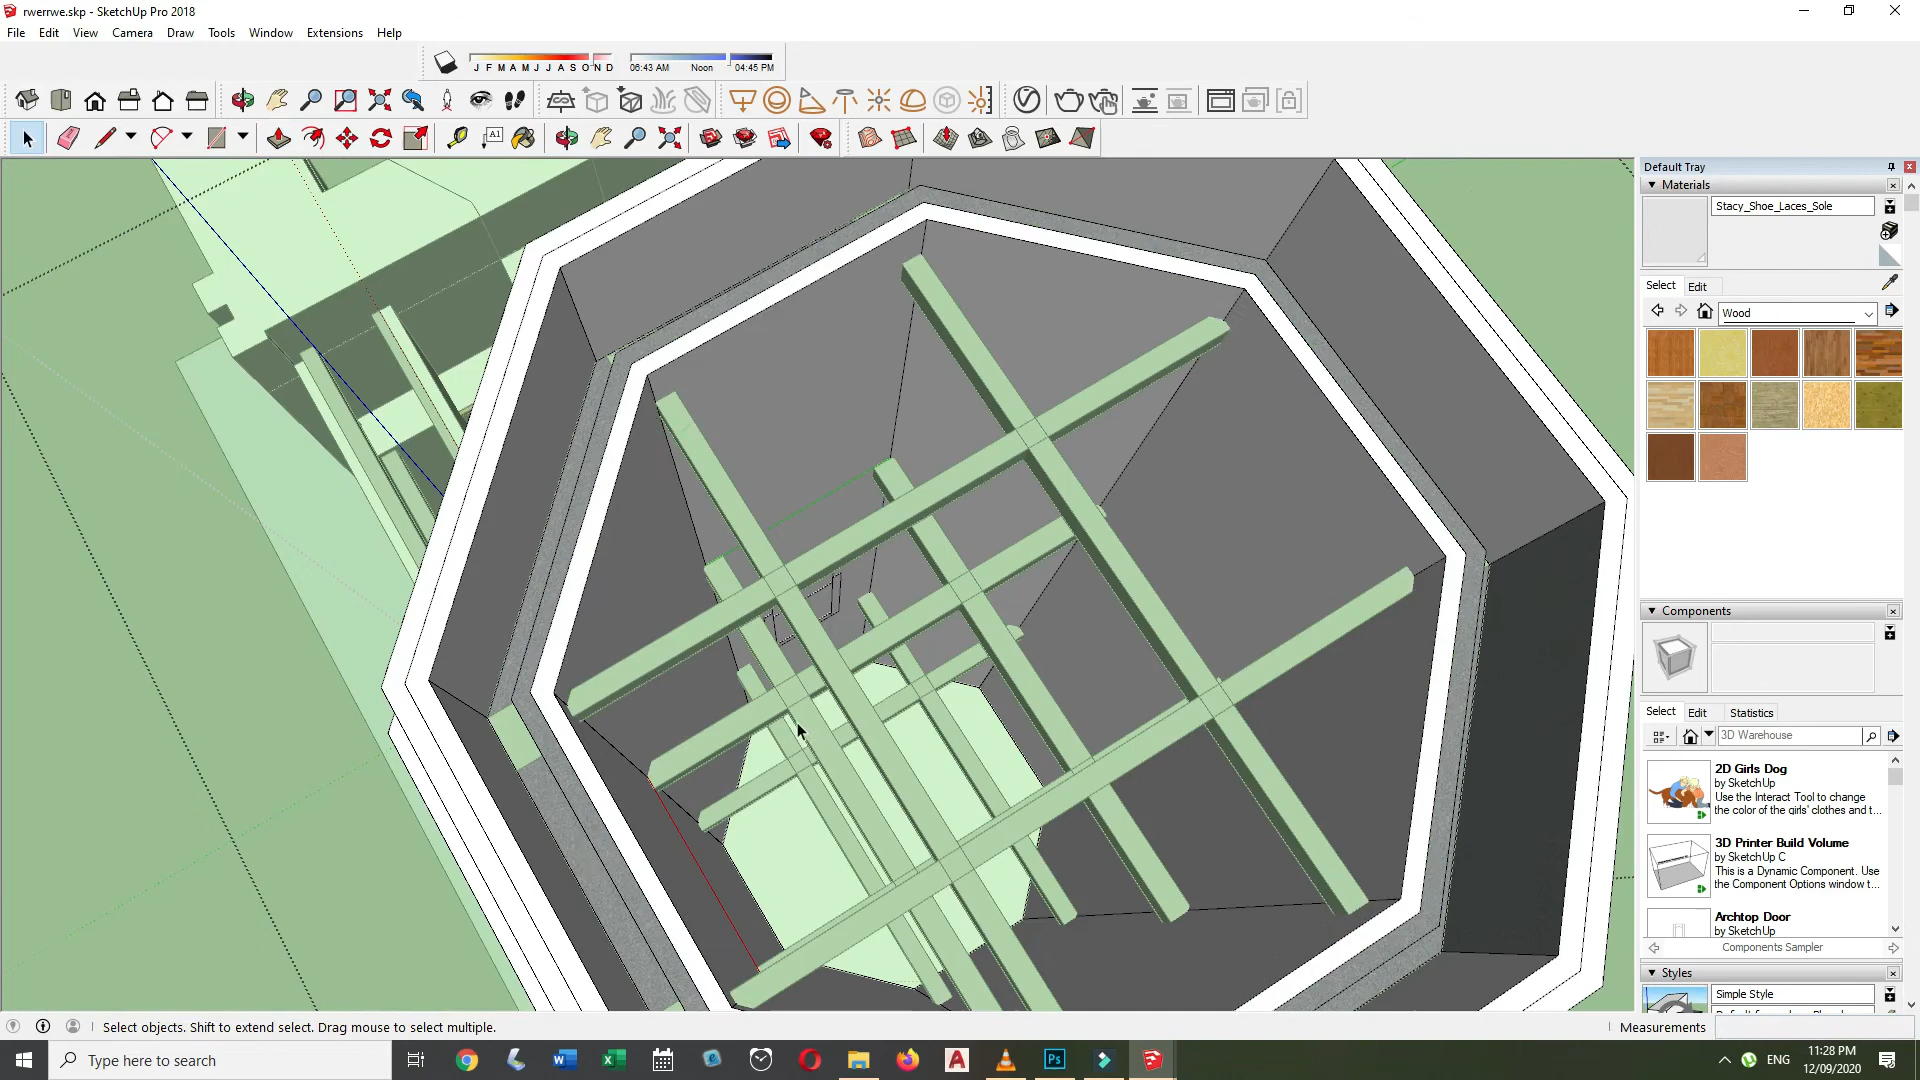 rwerrwe.skp - SketchUp Pro 2018
File Edit View Camera Draw Tools Window Extensions Help
J F M A M J J A S O N D 06:43 AM Noon 04:45 PM
A1
Default Tray
Materials
Stacy_Shoe_Laces_Sole
Select Edit
Wood
Components
Select Edit Statistics
3D Warehouse
2D Girls Dog
by SketchUp
Use the Interact Tool to change
the color of the girls' clothes and t...
3D Printer Build Volume
by SketchUp C
This is a Dynamic Component. Use
the Component Options window t...
Archtop Door
by SketchUp
Components Sampler
Styles
Simple Style
Select objects. Shift to extend select. Drag mouse to select multiple.
Measurements
Type here to search
ENG
11:28 PM
12/09/2020